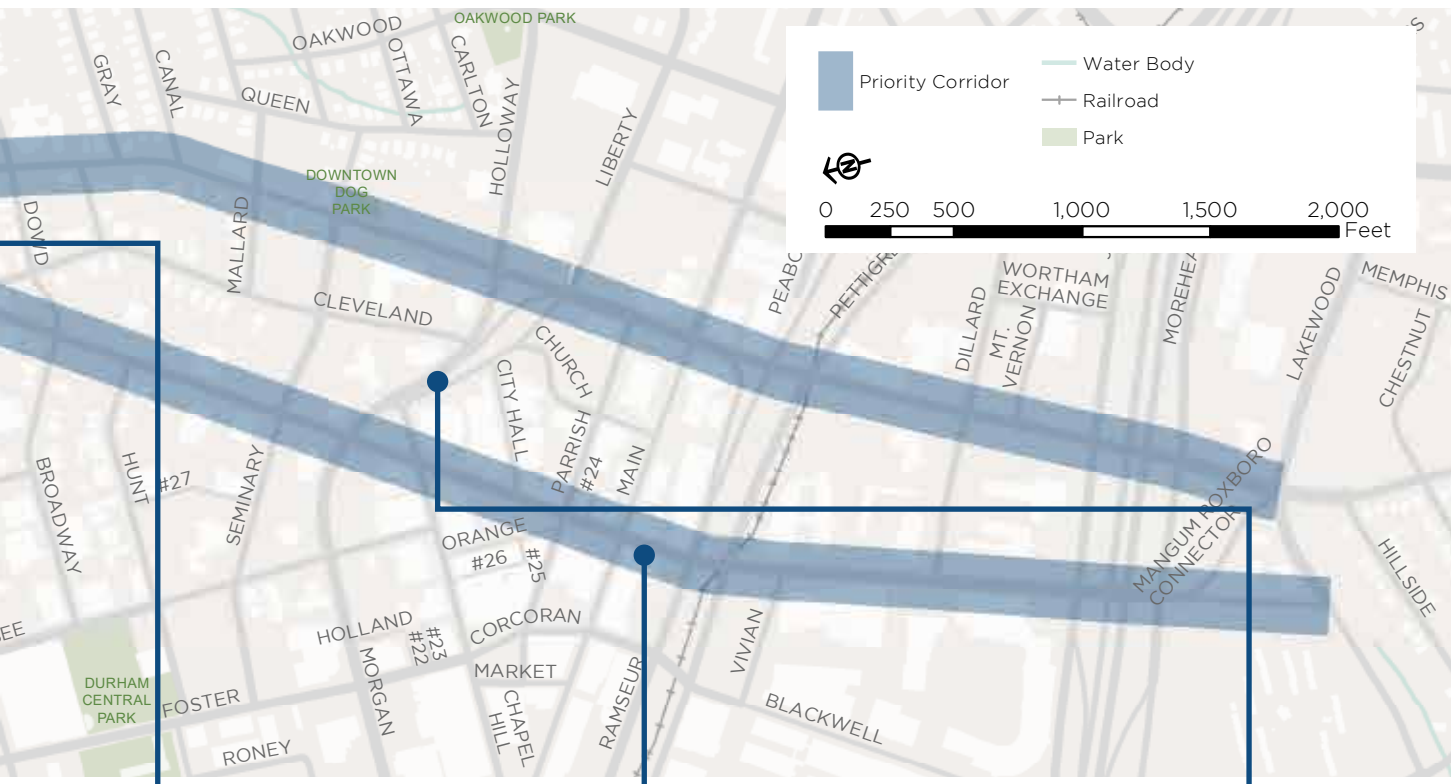 OAKWOOD PARK
OAKWOOD
OTTAWA
CARLTON
GRAY
CANAL
QUEEN
HOLLOWAY
LIBERTY
Priority Corridor
Water Body
Railroad
Park
N
0 250 500 1,000 1,500 2,000
Feet
DOWNTOWN
DOG
PARK
DOWD
MALLARD
CLEVELAND
CHURCH
CITY HALL
PARRISH
#24
MAIN
DILLARD
MT.
VERNON
WORTHAM
EXCHANGE
LAKEWOOD
MEMPHIS
CHESTNUT
HILLSIDE
MANGUM ROXBORO
CONNECTOR
BROADWAY
HUNT
#27
SEMINARY
ORANGE
#26
#25
HOLLAND
#22
#23
CORCORAN
MORGAN
MARKET
CHAPEL
HILL
RAMSEUR
VIVIAN
BLACKWELL
DURHAM
CENTRAL
PARK
FOSTER
RONEY